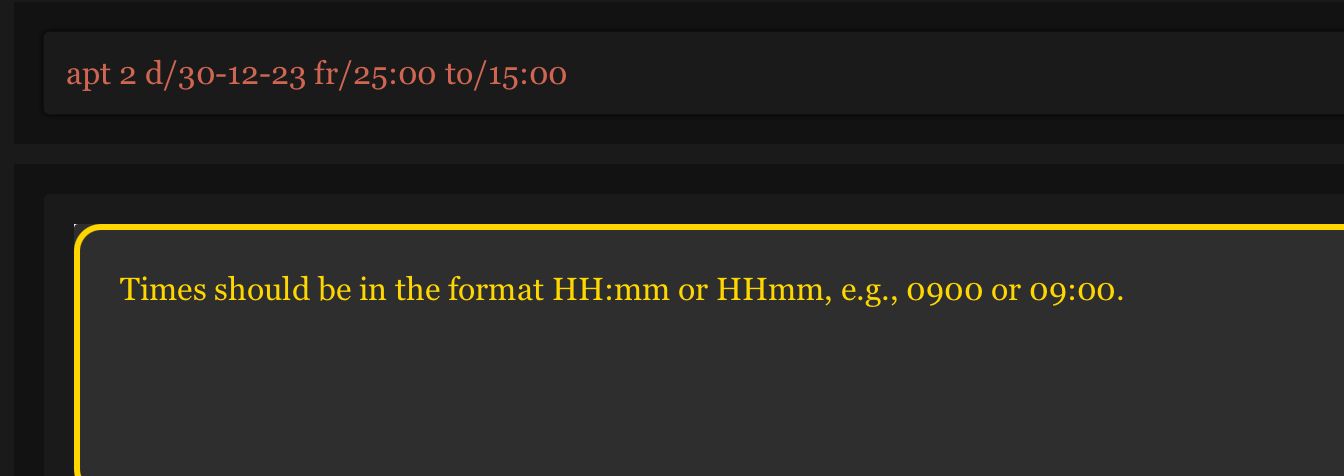 apt 2 d/30-12-23 fr/25:00 to/15:00
Times should be in the format HH:mm or HHmm, e.g., 0900 or 09:00.